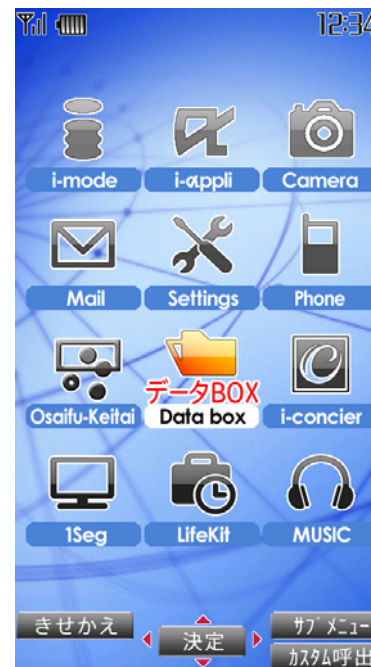 12:34
i-mode i-αppli Camera
Mail Settings Phone
データBOX
Osaifu-Keitai Data box i-concier
1Seg LifeKit MUSIC
きせかえ 決定 ｻﾌﾞﾒﾆｭｰ
ｶｽﾀﾑ呼出